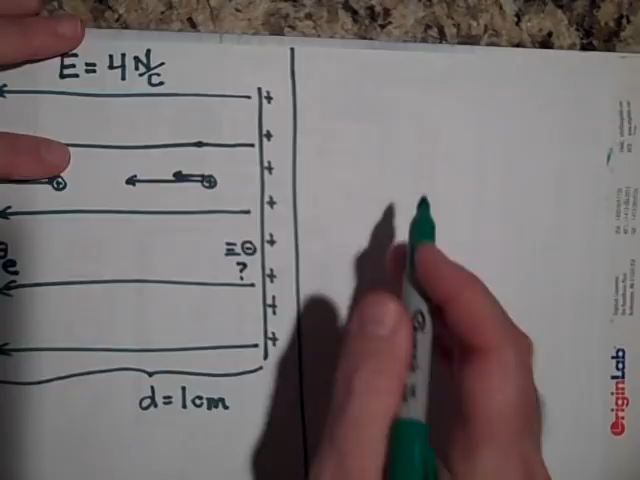 E = 4 N/C
+
+
+
+
+
+
+
+
+
+
?
e
d = 1cm
OriginLab